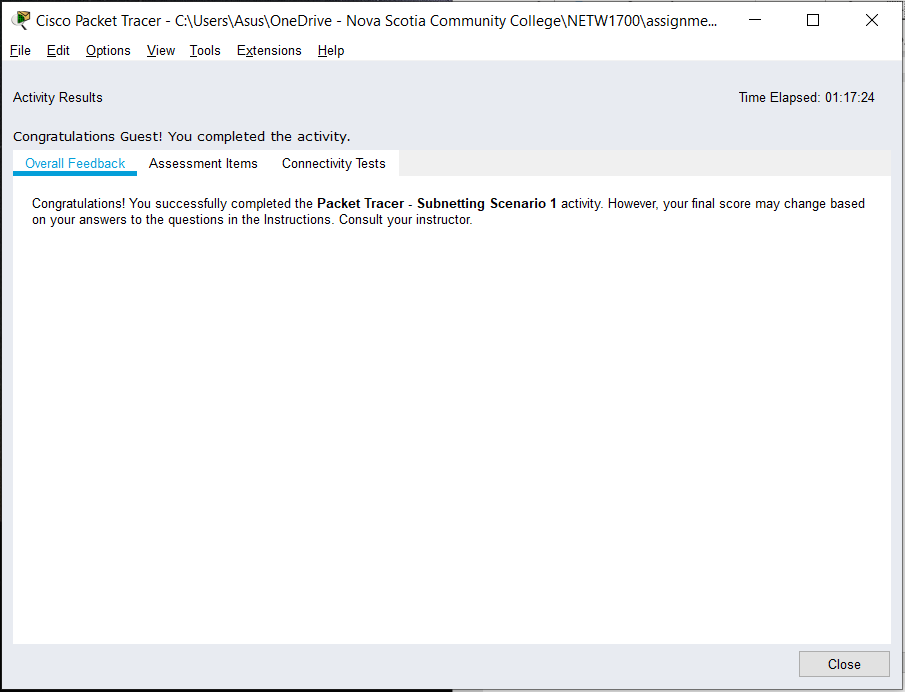 Cisco Packet Tracer - C:\Users\Asus\OneDrive - Nova Scotia Community College\NETW1700\assignme...
File Edit Options View Tools Extensions Help
Activity Results Time Elapsed: 01:17:24
Congratulations Guest! You completed the activity.
Overall Feedback Assessment Items Connectivity Tests
Congratulations! You successfully completed the Packet Tracer - Subnetting Scenario 1 activity. However, your final score may change based
on your answers to the questions in the Instructions. Consult your instructor.
Close